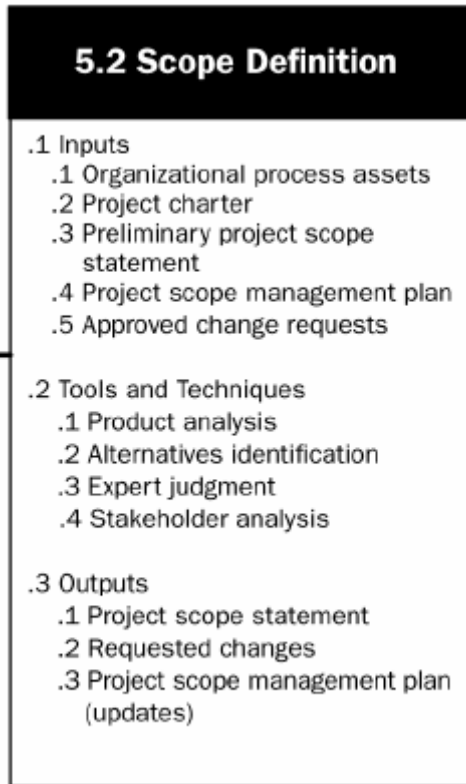 5.2 Scope Definition
.1 Inputs
.1 Organizational process assets
.2 Project charter
.3 Preliminary project scope
statement
.4 Project scope management plan
.5 Approved change requests
.2 Tools and Techniques
.1 Product analysis
.2 Alternatives identification
.3 Expert judgment
.4 Stakeholder analysis
.3 Outputs
.1 Project scope statement
.2 Requested changes
.3 Project scope management plan
(updates)